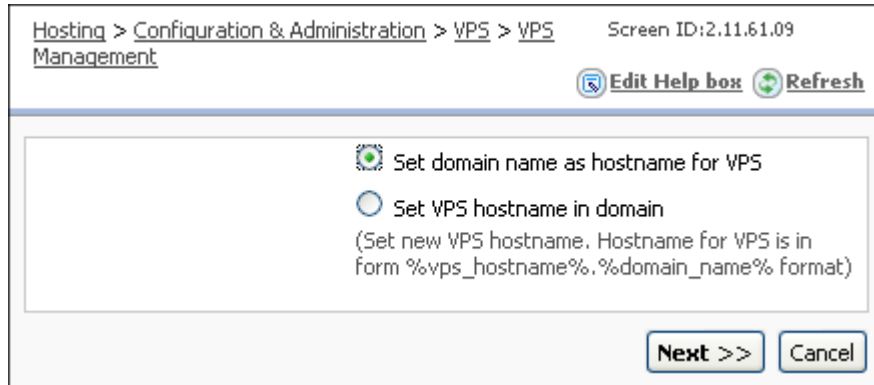 Hosting > Configuration & Administration > VPS > VPS Management
Screen ID:2.11.61.09
Edit Help box Refresh
Set domain name as hostname for VPS
Set VPS hostname in domain
(Set new VPS hostname. Hostname for VPS is in
form %vps_hostname%.%domain_name% format)
Next >> Cancel